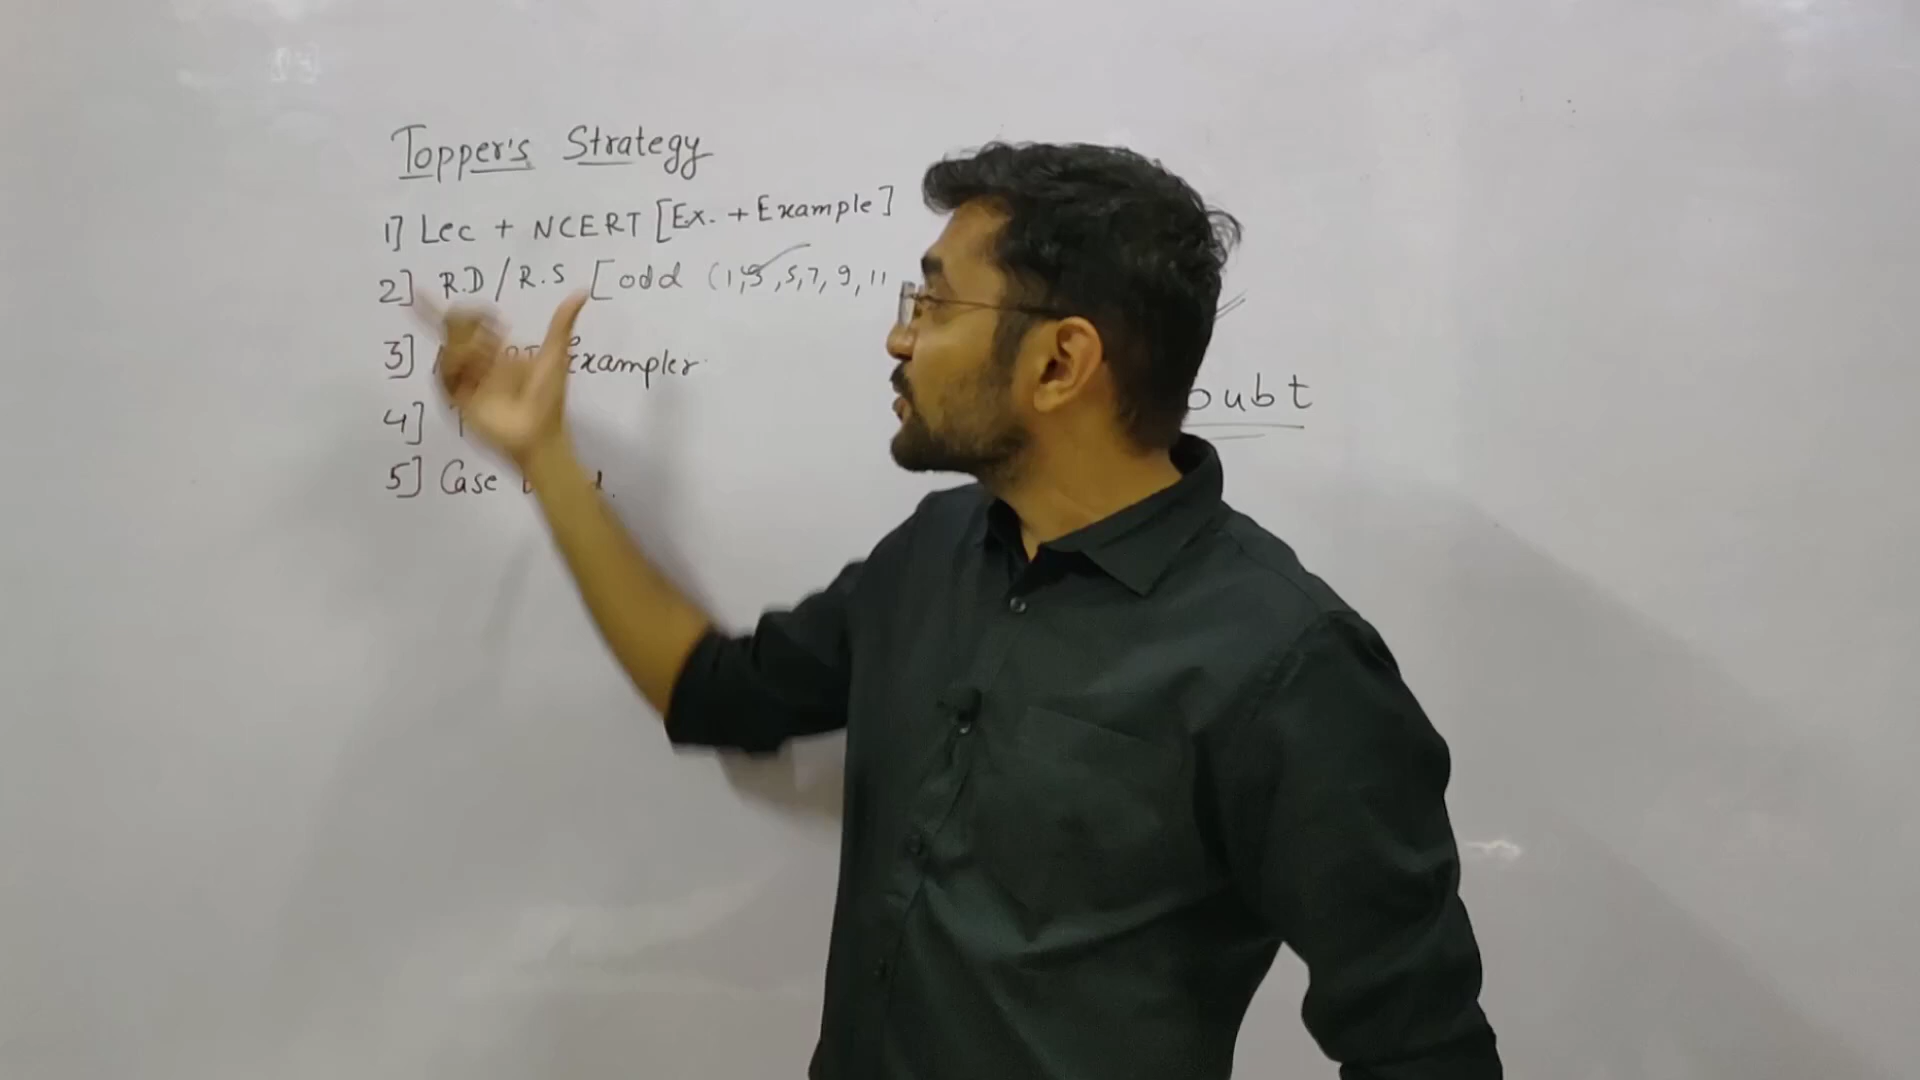 Topper's Strategy
1] Lec + NCERT [Ex. + Example]
2] R.D/R.S [odd (1,3,5,7,9,11
3] Exampler
4]
5] Case